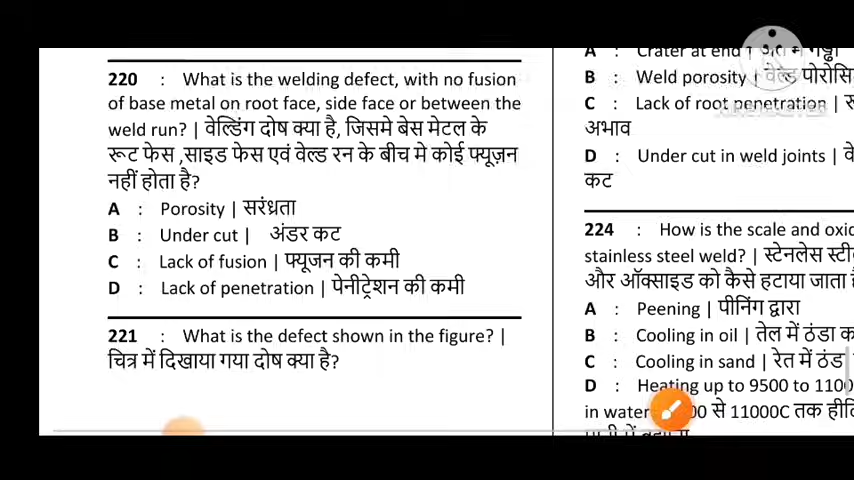 220 : What is the welding defect, with no fusion
of base metal on root face, side face or between the
weld run? | वेल्डिंग दोष क्या है, जिसमे बेस मेटल के
रूट फेस ,साइड फेस एवं वेल्ड रन के बीच मे कोई फ्यूज़न
नहीं होता है?
A : Porosity | सरंध्रता
B : Under cut | अंडर कट
C : Lack of fusion | फ्यूजन की कमी
D : Lack of penetration | पेनीट्रेशन की कमी
221 : What is the defect shown in the figure? |
चित्र में दिखाया गया दोष क्या है?
A : Crater at end |
B : Weld porosity | वेल्ड
C : Lack of root penetration |
अभाव
D : Under cut in weld joints |
कट
224 : How is the scale and
stainless steel weld? | स्टेनलेस
और ऑक्साइड को कैसे हटाया जाता
A : Peening | पीनिंग द्वारा
B : Cooling in oil | तेल में ठंडा
C : Cooling in sand | रेत में ठंड
D : Heating up to 9500 to
in water से 11000C तक